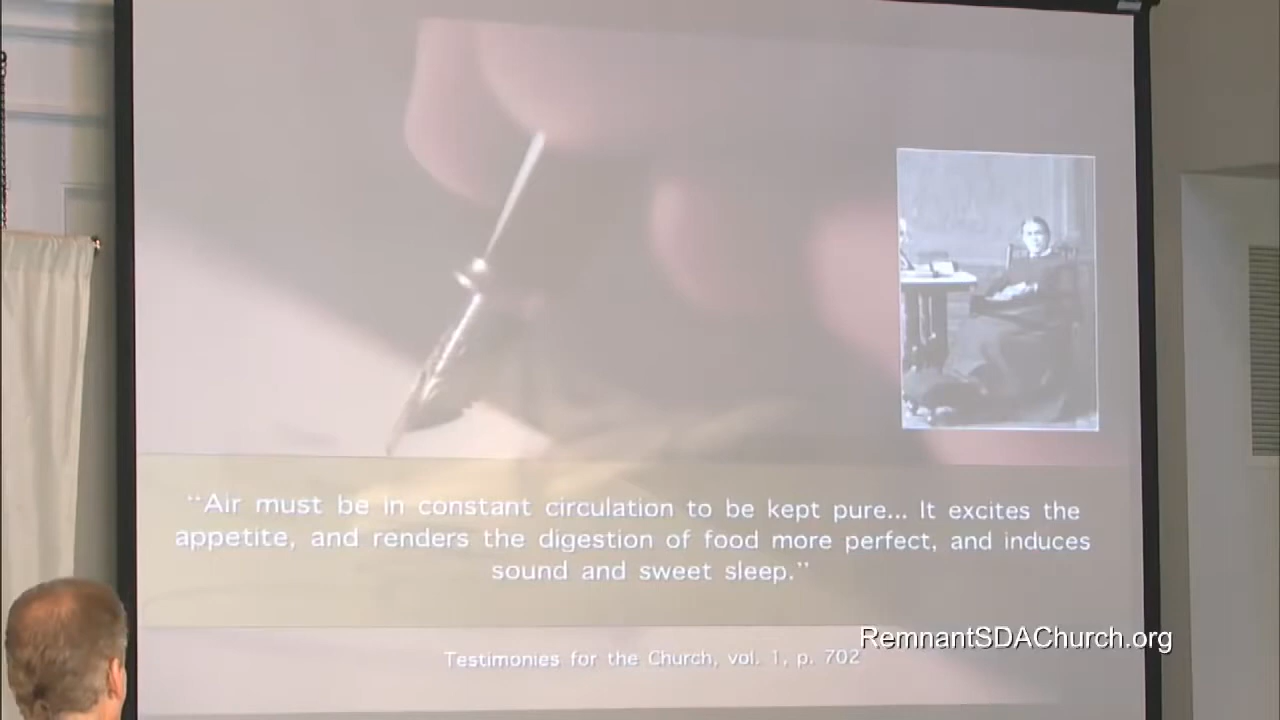 “Air must be in constant circulation to be kept pure... It excites the
appetite, and renders the digestion of food more perfect, and induces
sound and sweet sleep.”
RemnantSDAChurch.org
Testimonies for the Church, vol. 1, p. 702